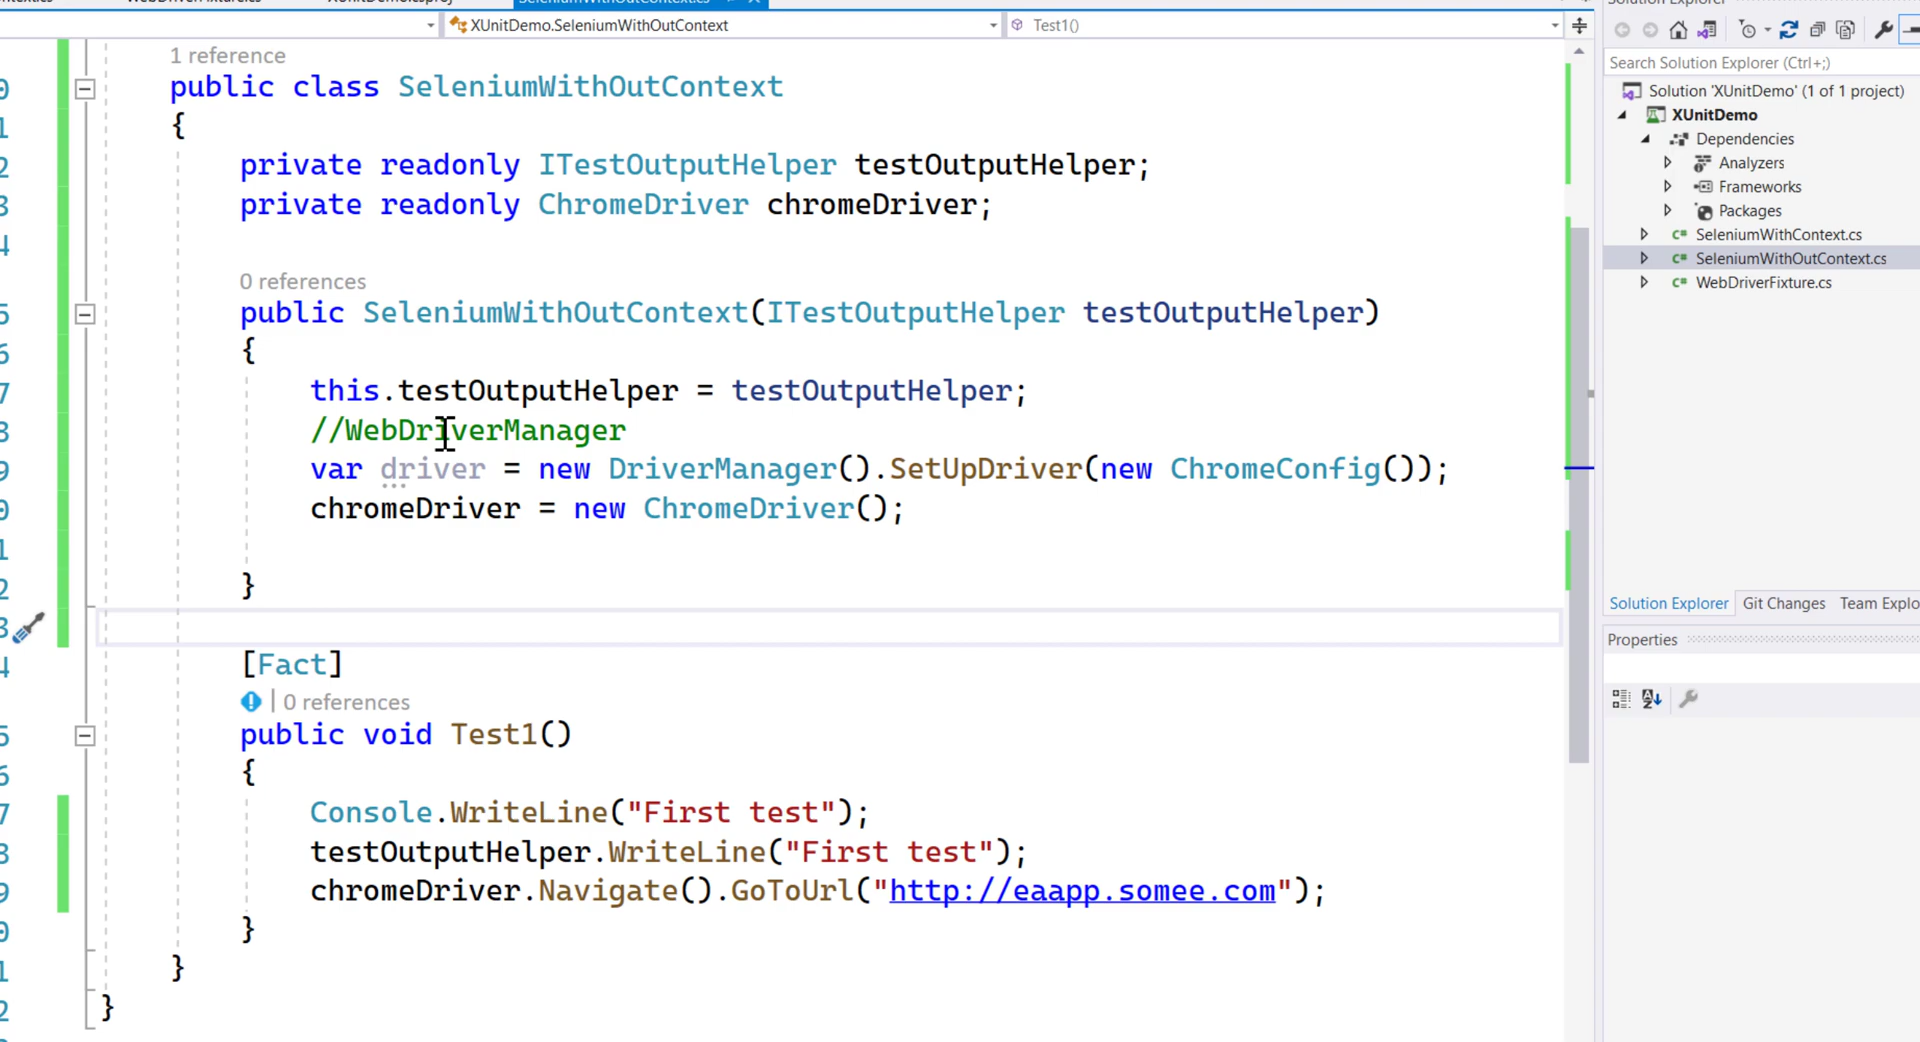 XUnitDemo.SeleniumWithOutContext
Test1()
1 reference
public class SeleniumWithOutContext
{
private readonly ITestOutputHelper testOutputHelper;
private readonly ChromeDriver chromeDriver;
0 references
public SeleniumWithOutContext(ITestOutputHelper testOutputHelper)
{
this.testOutputHelper = testOutputHelper;
//WebDriverManager
var driver = new DriverManager().SetUpDriver(new ChromeConfig());
chromeDriver = new ChromeDriver();
}
[Fact]
| 0 references
public void Test1()
{
Console.WriteLine("First test");
testOutputHelper.WriteLine("First test");
chromeDriver.Navigate().GoToUrl("http://eaapp.somee.com");
}
}
}
Search Solution Explorer (Ctrl+;)
Solution 'XUnitDemo' (1 of 1 project)
XUnitDemo
Dependencies
Analyzers
Frameworks
Packages
C# SeleniumWithContext.cs
C# SeleniumWithOutContext.cs
C# WebDriverFixture.cs
Solution Explorer Git Changes Team Explo
Properties